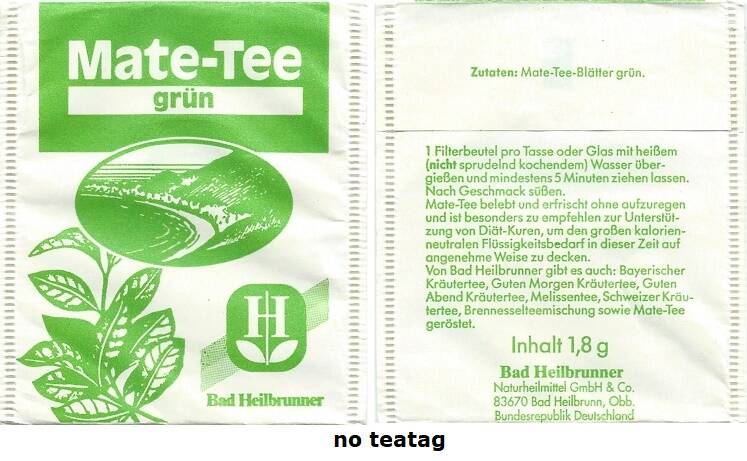 Mate-Tee
grün
H
Bad Heilbrunner
Zutaten: Mate-Tee-Blätter grün.
1 Filterbeutel pro Tasse oder Glas mit heißem
(nicht sprudelnd kochendem) Wasser über-
gießen und mindestens 5 Minuten ziehen lassen.
Nach Geschmack süßen.
Mate-Tee belebt und erfrischt ohne aufzuregen
und ist besonders zu empfehlen zur Unterstüt-
zung von Diät-Kuren, um den großen kalorien-
neutralen Flüssigkeitsbedarf in dieser Zeit auf
angenehme Weise zu decken.
Von Bad Heilbrunner gibt es auch: Bayerischer
Kräutertee, Guten Morgen Kräutertee, Guten
Abend Kräutertee, Melissentee, Schweizer Kräu-
tertee, Brennesselteemischung sowie Mate-Tee
geröstet.
Inhalt 1,8 g
Bad Heilbrunner
Naturheilmittel GmbH & Co.
83670 Bad Heilbrunn, Obb.
Bundesrepublik Deutschland
no teatag